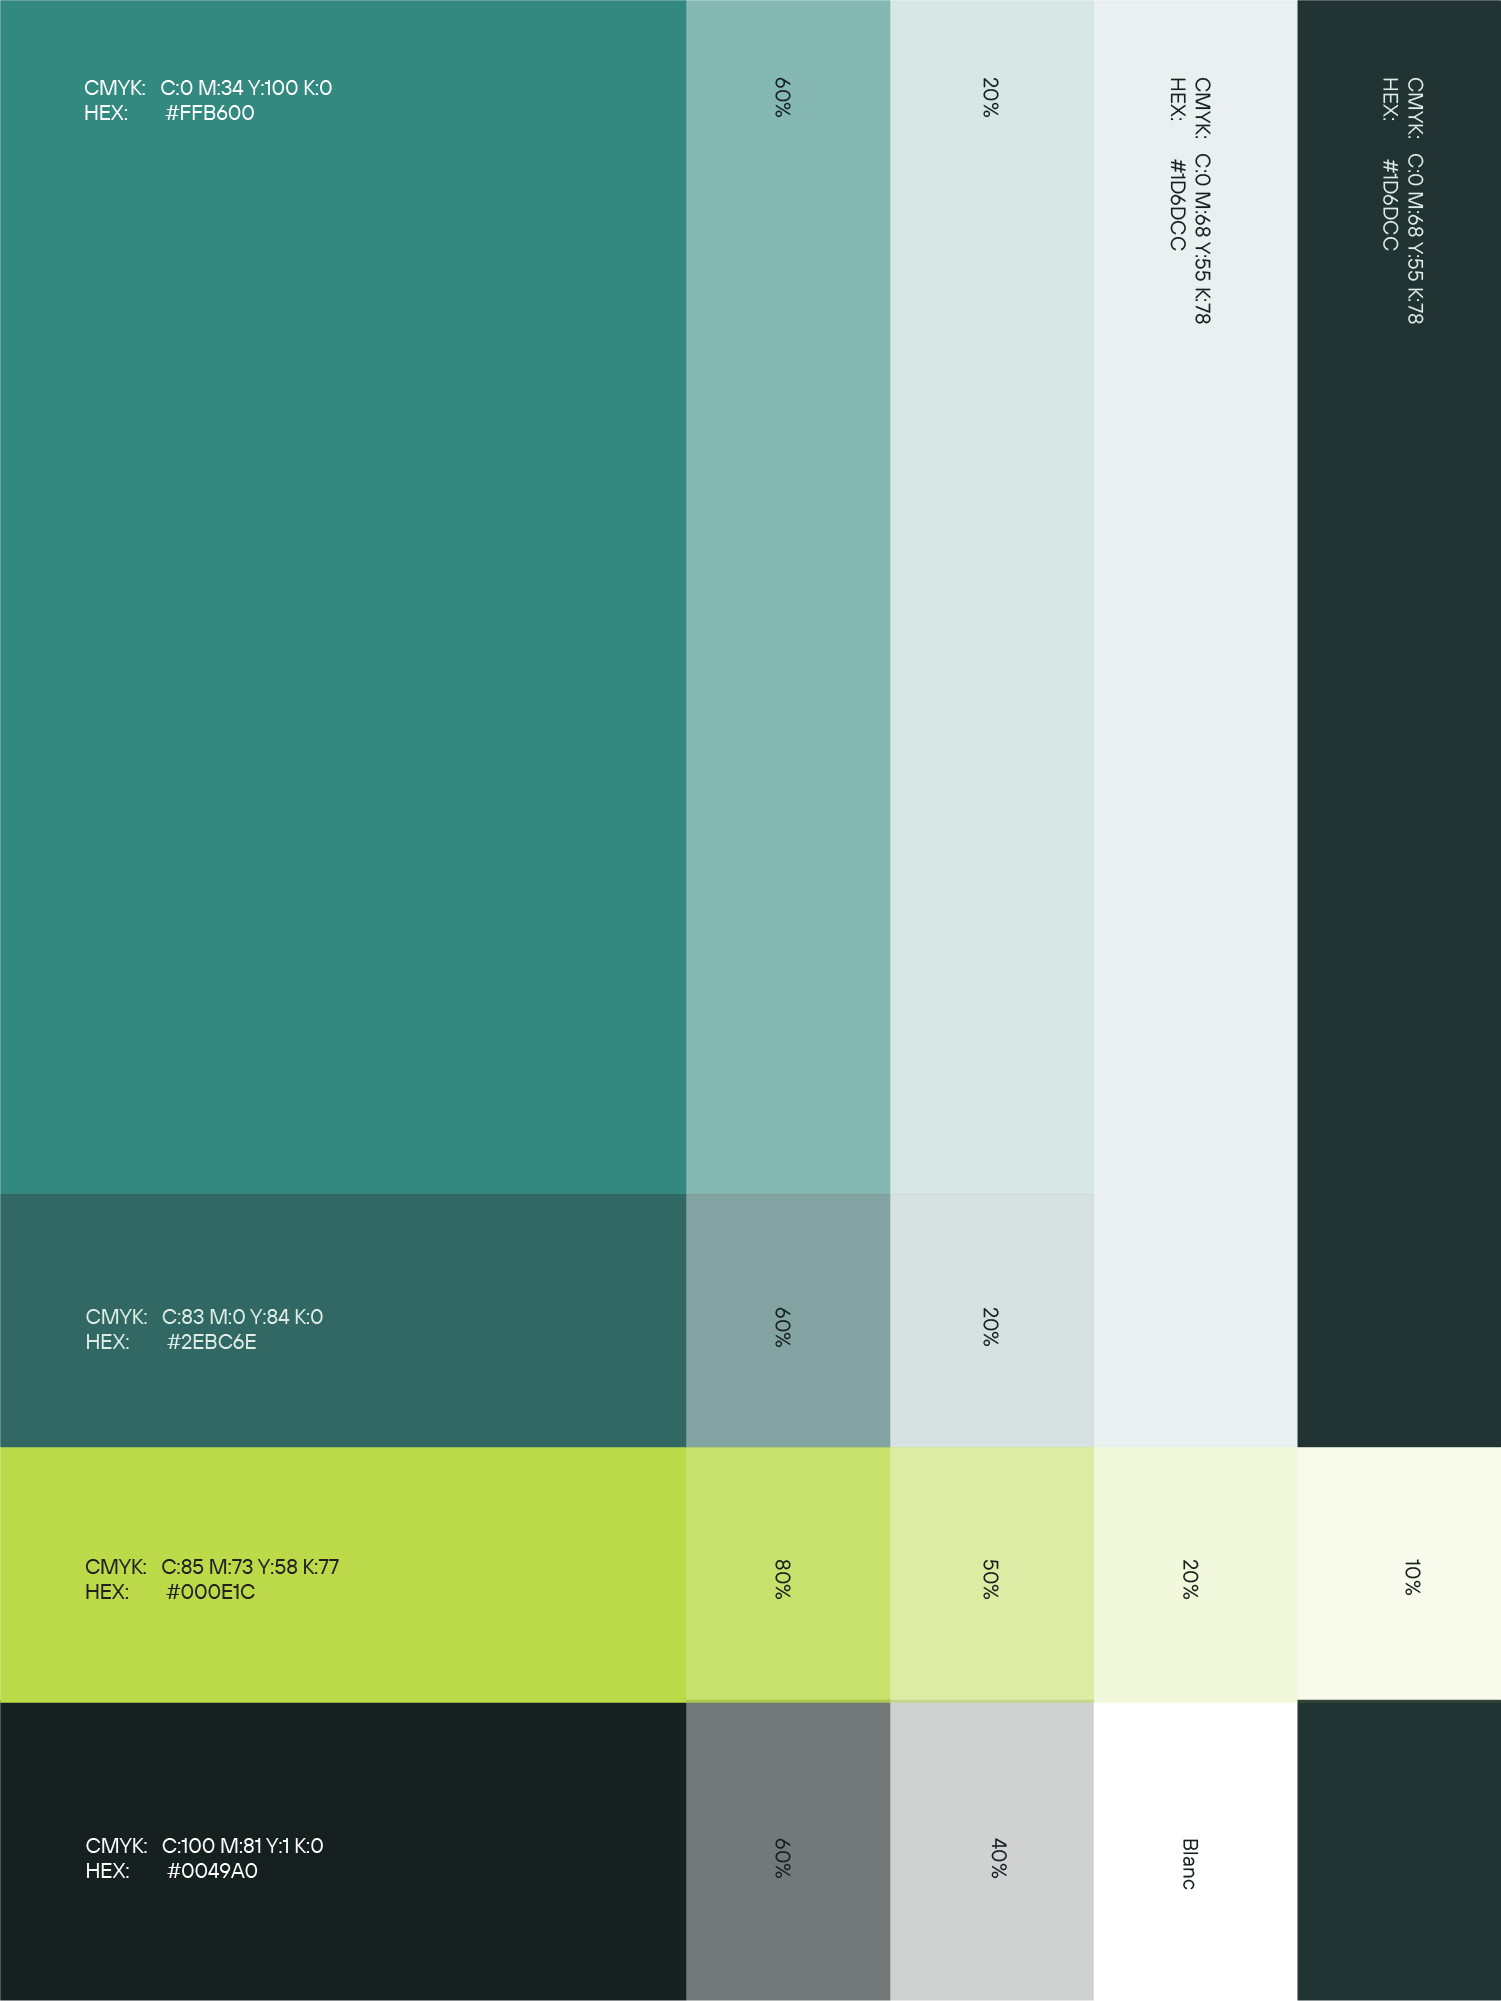 CMYK: C:0 M:34 Y:100 K:0
HEX: #FFB600
60%
20%
CMYK: C:0 M:68 Y:55 K:78
HEX: #1D6DCC
CMYK: C:0 M:68 Y:55 K:78
HEX: #1D6DCC
CMYK: C:83 M:0 Y:84 K:0
HEX: #2EBC6E
60%
20%
CMYK: C:85 M:73 Y:58 K:77
HEX: #000E1C
80%
50%
20%
10%
CMYK: C:100 M:81 Y:1 K:0
HEX: #0049A0
60%
40%
Blanc